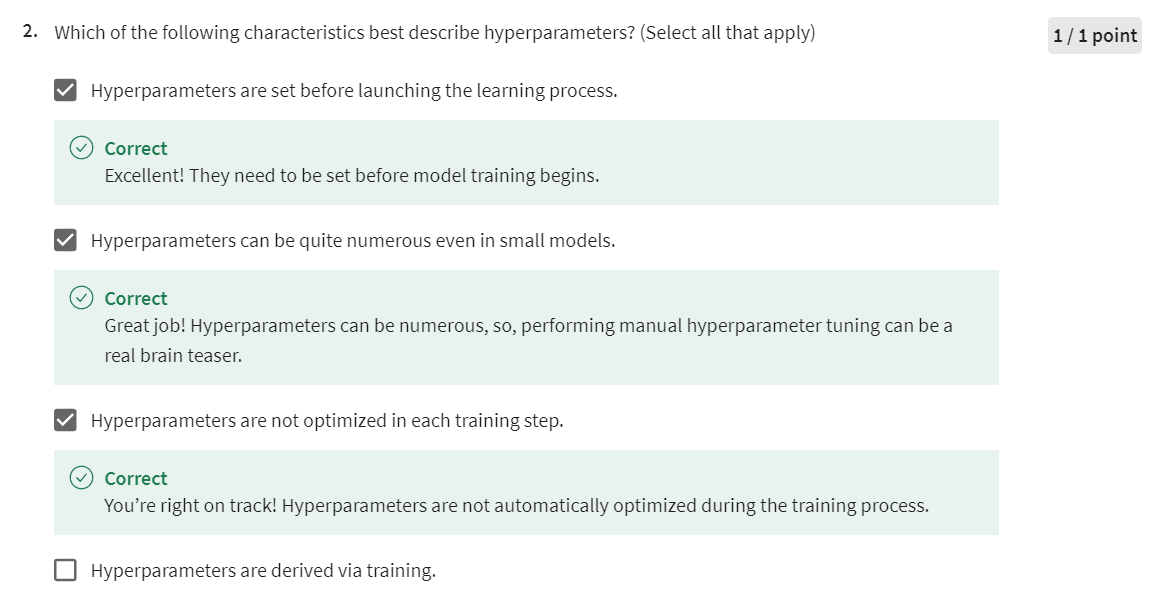 2. Which of the following characteristics best describe hyperparameters? (Select all that apply)
1 / 1 point
Hyperparameters are set before launching the learning process.
Correct
Excellent! They need to be set before model training begins.
Hyperparameters can be quite numerous even in small models.
Correct
Great job! Hyperparameters can be numerous, so, performing manual hyperparameter tuning can be a
real brain teaser.
Hyperparameters are not optimized in each training step.
Correct
You’re right on track! Hyperparameters are not automatically optimized during the training process.
Hyperparameters are derived via training.